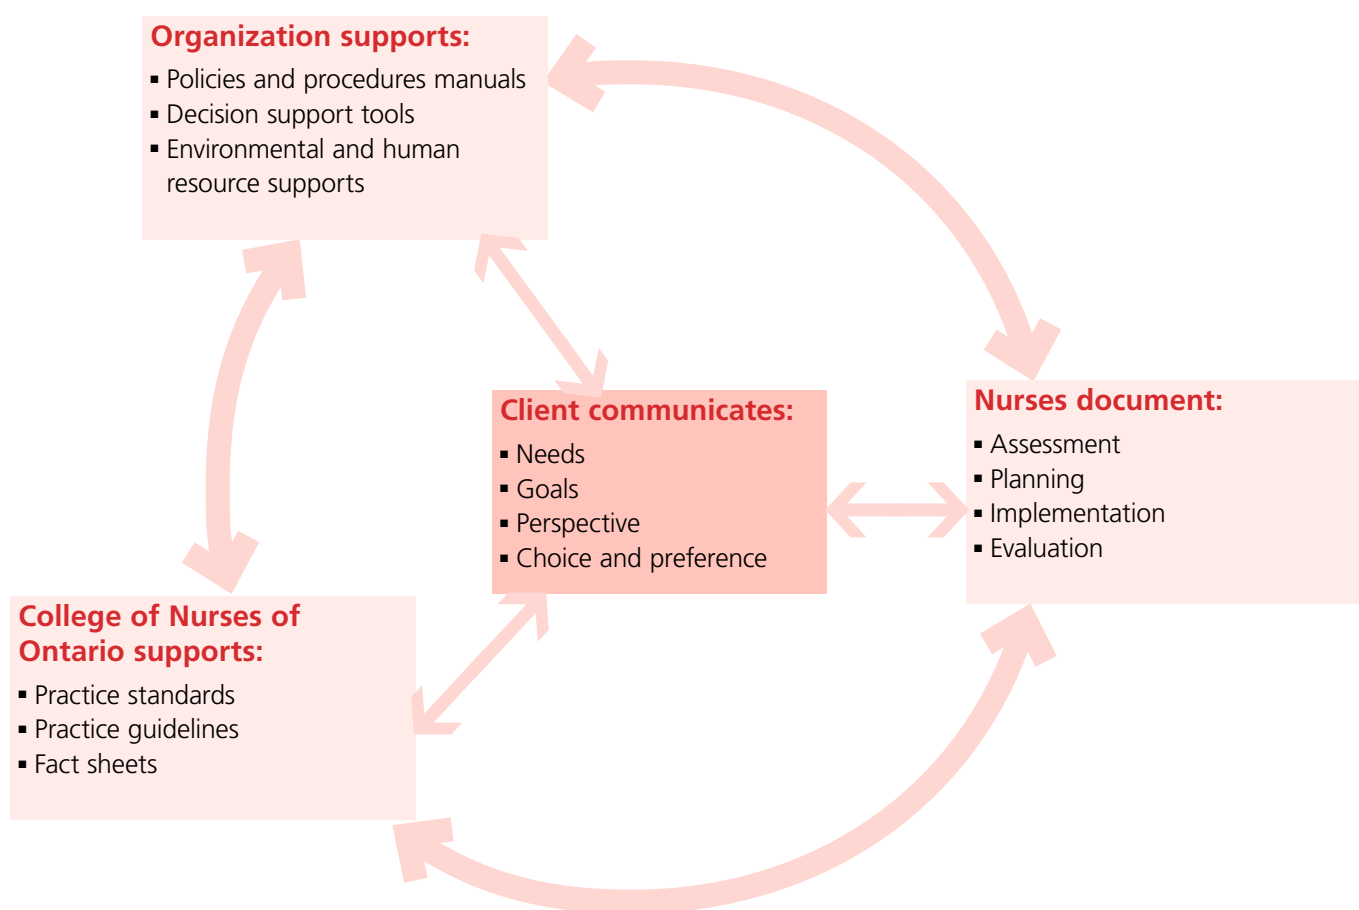 Organization supports:
▪ Policies and procedures manuals
▪ Decision support tools
▪ Environmental and human
resource supports
Client communicates:
▪ Needs
▪ Goals
▪ Perspective
▪ Choice and preference
Nurses document:
▪ Assessment
▪ Planning
▪ Implementation
▪ Evaluation
College of Nurses of
Ontario supports:
▪ Practice standards
▪ Practice guidelines
▪ Fact sheets